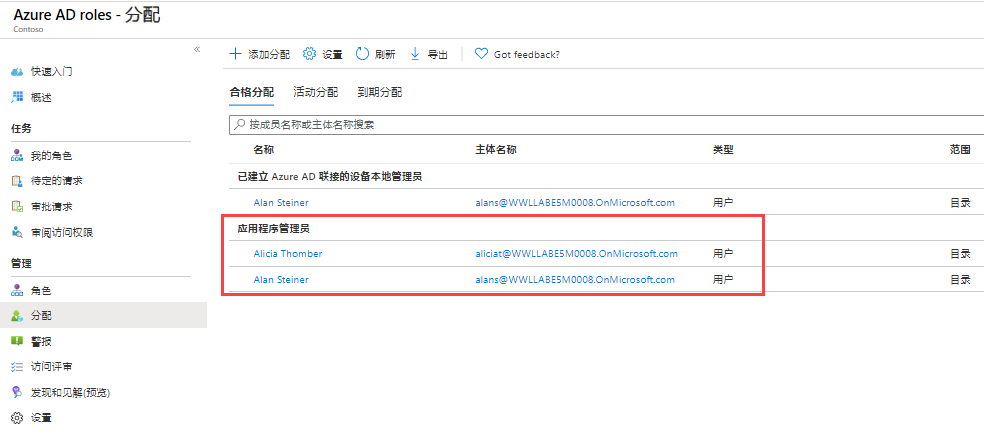 Azure AD roles - 分配
Contoso
«
快速入门
概述
任务
我的角色
待定的请求
审批请求
审阅访问权限
管理
角色
分配
警报
访问评审
发现和见解(预览)
设置
添加分配 设置 刷新 导出 Got feedback?
合格分配 活动分配 到期分配
按成员名称或主体名称搜索
名称 主体名称 类型 范围
已建立 Azure AD 联接的设备本地管理员
Alan Steiner alans@WWLLABESM0008.OnMicrosoft.com 用户 目录
应用程序管理员
Alicia Thomber aliciat@WWLLABESM0008.OnMicrosoft.com 用户 目录
Alan Steiner alans@WWLLABESM0008.OnMicrosoft.com 用户 目录